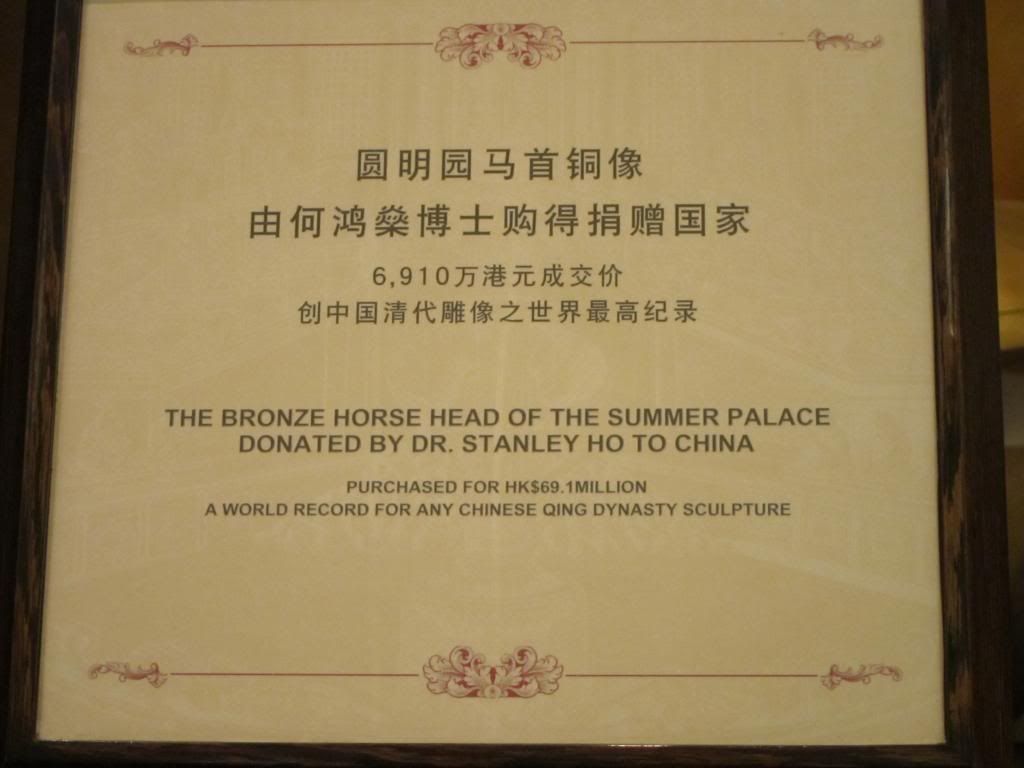 圆明园马首铜像
由何鸿燊博士购得捐赠国家
6,910万港元成交价
创中国清代雕像之世界最高纪录
THE BRONZE HORSE HEAD OF THE SUMMER PALACE
DONATED BY DR. STANLEY HO TO CHINA
PURCHASED FOR HK$69.1MILLION
A WORLD RECORD FOR ANY CHINESE QING DYNASTY SCULPTURE